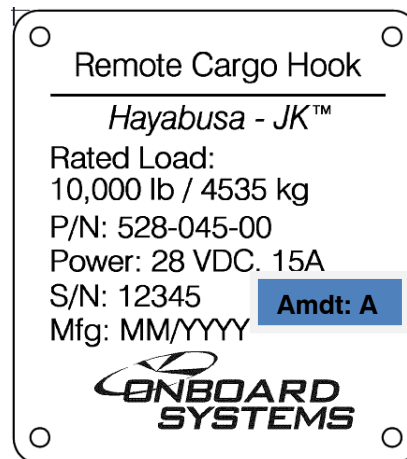 Remote Cargo Hook
Hayabusa - JK™
Rated Load:
10,000 lb / 4535 kg
P/N: 528-045-00
Power: 28 VDC, 15A
S/N: 12345
Amdt: A
Mfg: MM/YYYY
ONBOARD
SYSTEMS